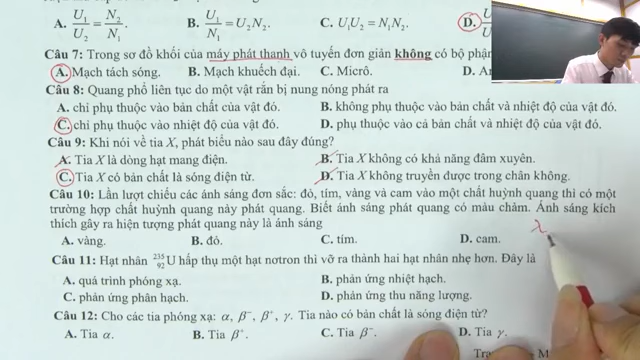 A. U₁/U₂ = N₂/N₁. B. U₁/N₁ = U₂N₂. C. U₁U₂ = N₁N₂. D.
Câu 7: Trong sơ đồ khối của máy phát thanh vô tuyến đơn giản không có bộ phận
A. Mạch tách sóng. B. Mạch khuếch đại. C. Micrô. D.
Câu 8: Quang phổ liên tục do một vật rắn bị nung nóng phát ra
A. chỉ phụ thuộc vào bản chất của vật đó. B. không phụ thuộc vào bản chất và nhiệt độ của vật đó.
C. chỉ phụ thuộc vào nhiệt độ của vật đó. D. phụ thuộc vào cả bản chất và nhiệt độ của vật đó.
Câu 9: Khi nói về tia X, phát biểu nào sau đây đúng?
A. Tia X là dòng hạt mang điện. B. Tia X không có khả năng đâm xuyên.
C. Tia X có bản chất là sóng điện từ. D. Tia X không truyền được trong chân không.
Câu 10: Lần lượt chiếu các ánh sáng đơn sắc: đỏ, tím, vàng và cam vào một chất huỳnh quang thì có một
trường hợp chất huỳnh quang này phát quang. Biết ánh sáng phát quang có màu chàm. Ánh sáng kích
thích gây ra hiện tượng phát quang này là ánh sáng
λ
A. vàng. B. đỏ. C. tím. D. cam.
Câu 11: Hạt nhân ²³⁵₉₂U hấp thụ một hạt nơtron thì vỡ ra thành hai hạt nhân nhẹ hơn. Đây là
A. quá trình phóng xạ. B. phản ứng nhiệt hạch.
C. phản ứng phân hạch. D. phản ứng thu năng lượng.
Câu 12: Cho các tia phóng xạ: α, β⁻, β⁺, γ. Tia nào có bản chất là sóng điện từ?
A. Tia α. B. Tia β⁺. C. Tia β⁻. D. Tia γ.